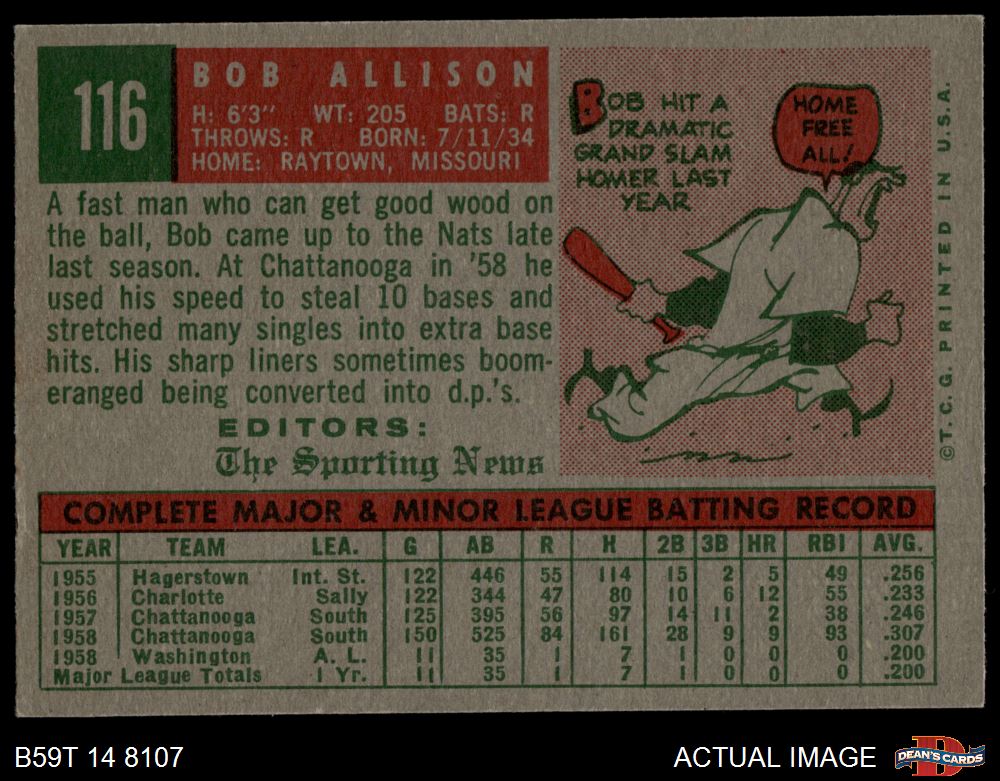 116
BOB ALLISON
H: 6'3" WT: 205 BATS: R
THROWS: R BORN: 7/11/34
HOME: RAYTOWN, MISSOURI
A fast man who can get good wood on
the ball, Bob came up to the Nats late
last season. At Chattanooga in '58 he
used his speed to steal 10 bases and
stretched many singles into extra base
hits. His sharp liners sometimes boom-
eranged being converted into d.p.'s.
EDITORS:
The Sporting News
BOB HIT A
DRAMATIC
GRAND SLAM
HOMER LAST
YEAR
HOME
FREE
ALL!
©T. C. G. PRINTED IN U.S.A.
COMPLETE MAJOR & MINOR LEAGUE BATTING RECORD
YEAR TEAM LEA. G AB R H 2B 3B HR RBI AVG.
1955 Hagerstown Int. St. 122 446 55 114 15 2 5 49 .256
1956 Charlotte Sally 122 344 47 80 10 6 12 55 .233
1957 Chattanooga South 125 395 56 97 14 11 2 38 .246
1958 Chattanooga South 150 525 84 161 28 9 9 93 .307
1958 Washington A. L. 11 35 1 7 1 0 0 0 .200
Major League Totals 1 Yr. 11 35 1 7 1 0 0 0 .200
B59T 14 8107
ACTUAL IMAGE
D
DEAN'S CARDS